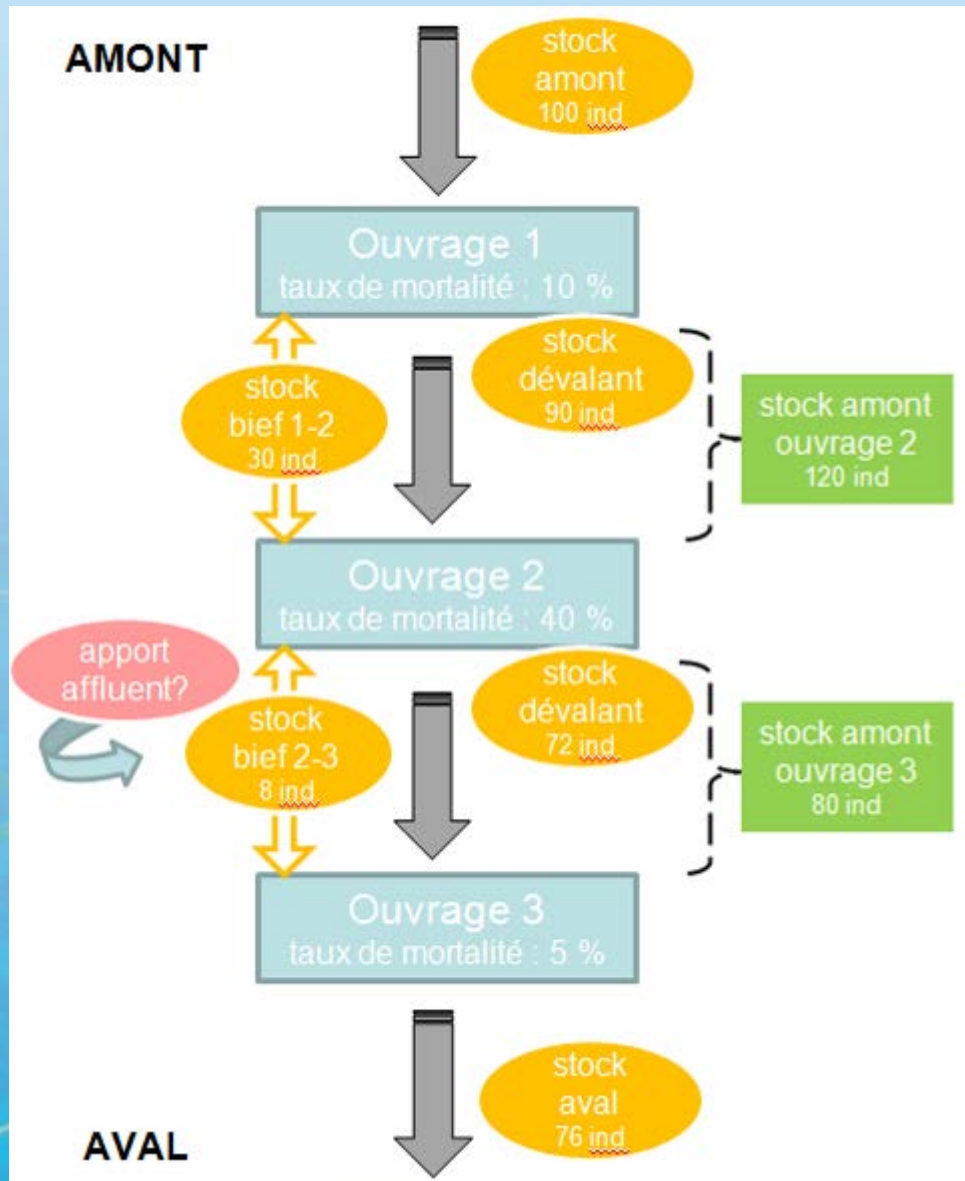 AMONT
stock
amont
100 ind
Ouvrage 1
taux de mortalité : 10 %
stock
dévalant
90 ind
stock
bief 1-2
30 ind
stock amont
ouvrage 2
120 ind
Ouvrage 2
taux de mortalité : 40 %
apport
affluent?
stock
bief 2-3
8 ind
stock
dévalant
72 ind
stock amont
ouvrage 3
80 ind
Ouvrage 3
taux de mortalité : 5 %
stock
aval
76 ind
AVAL